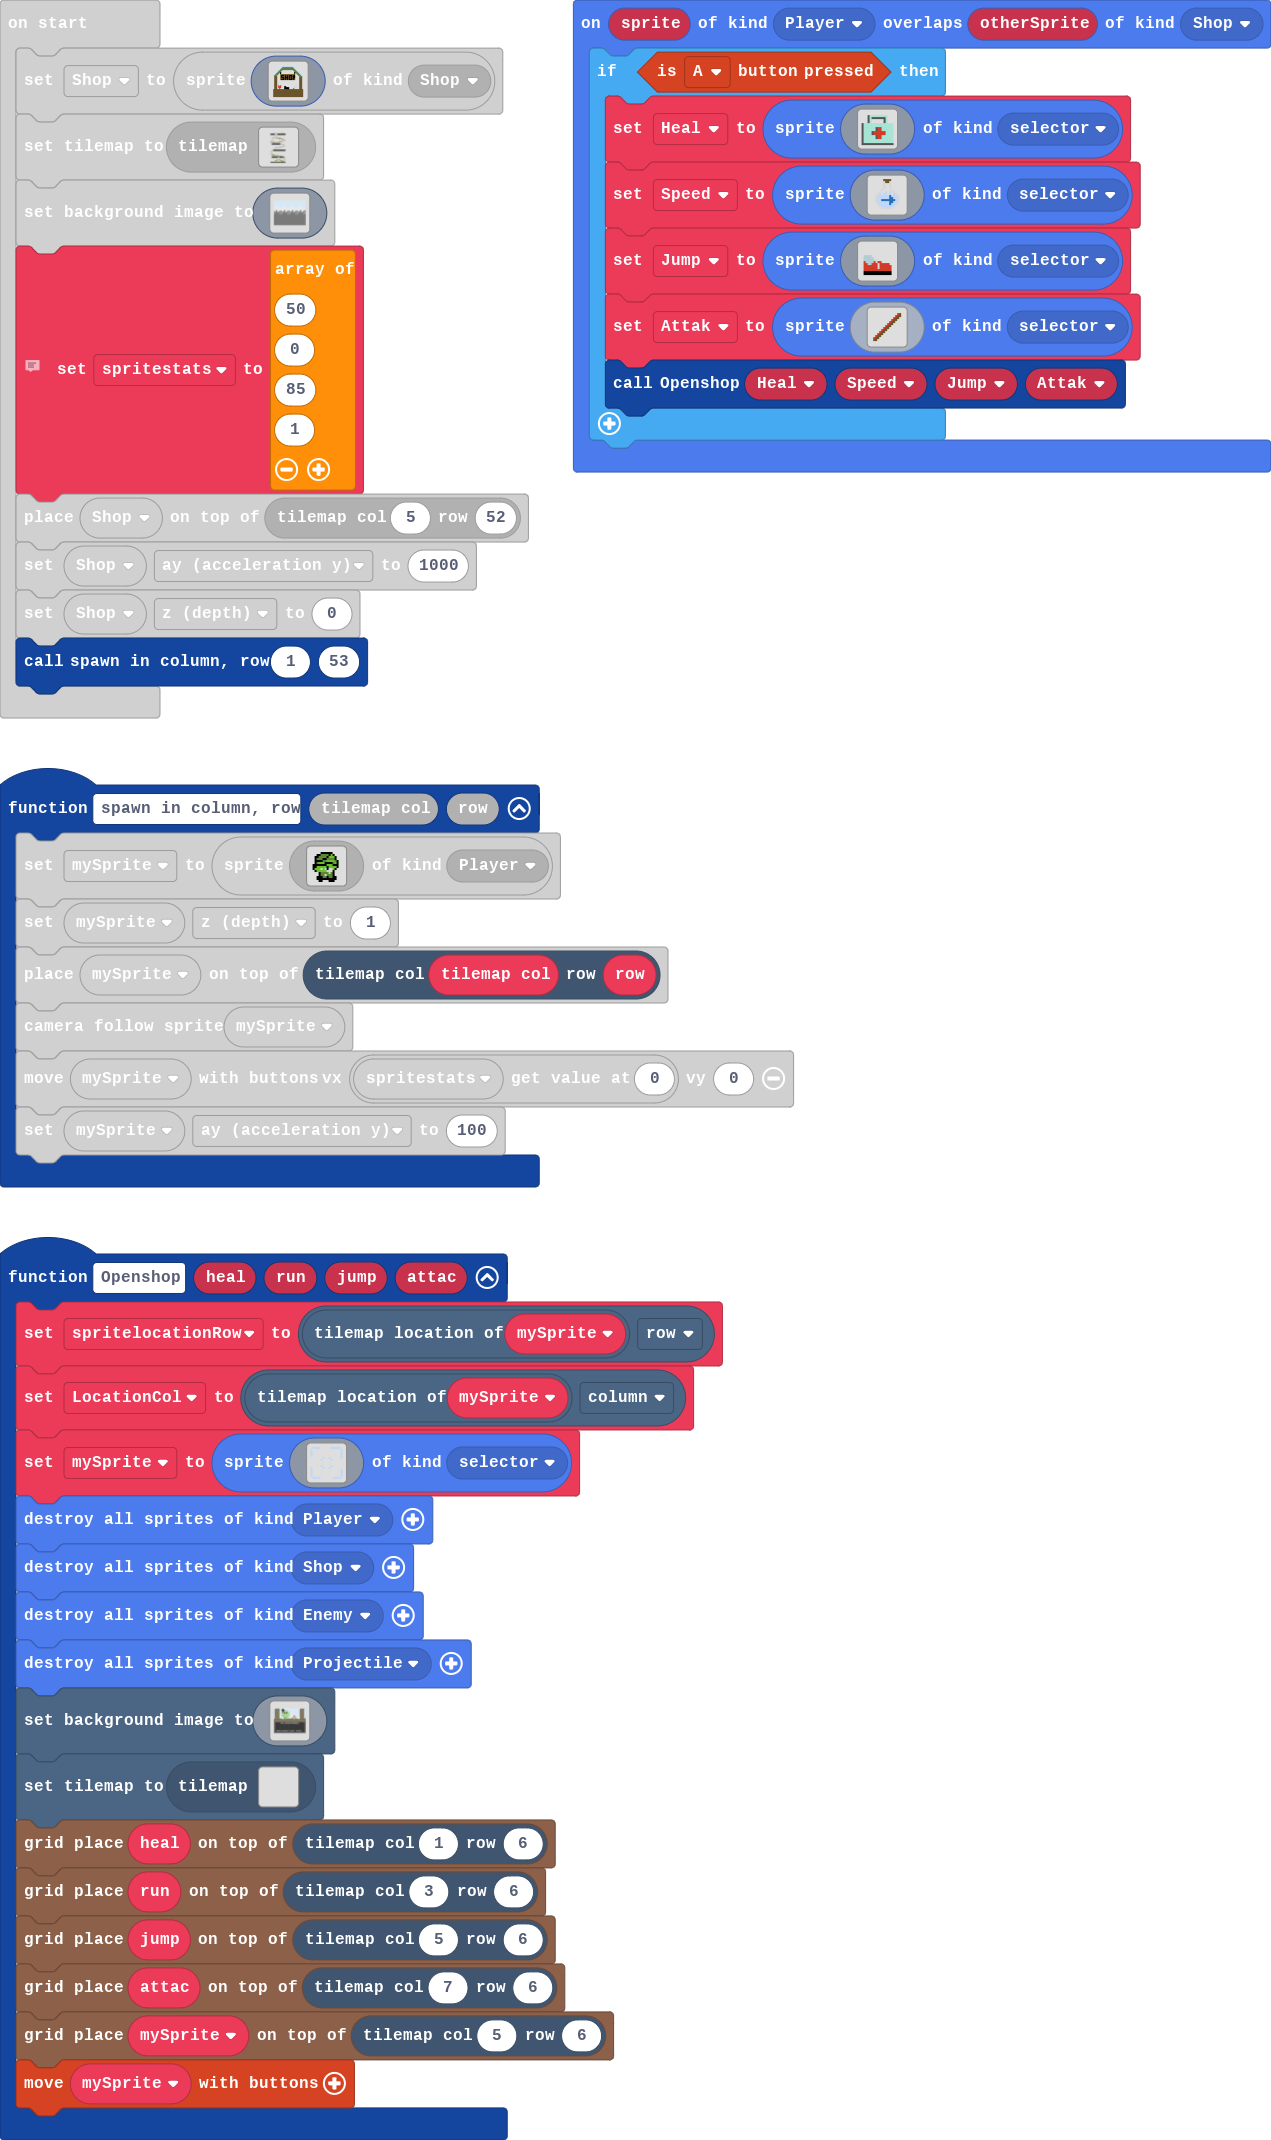 on start
set Shop to sprite of kind Shop
set tilemap to tilemap
set background image to
set spritestats to array of
50
0
85
1
place Shop on top of tilemap col 5 row 52
set Shop ay (acceleration y) to 1000
set Shop z (depth) to 0
call spawn in column, row 1 53
on sprite of kind Player overlaps otherSprite of kind Shop
if is A button pressed then
set Heal to sprite of kind selector
set Speed to sprite of kind selector
set Jump to sprite of kind selector
set Attak to sprite of kind selector
call Openshop Heal Speed Jump Attak
function spawn in column, row tilemap col row
set mySprite to sprite of kind Player
set mySprite z (depth) to 1
place mySprite on top of tilemap col tilemap col row row
camera follow sprite mySprite
move mySprite with buttons vx spritestats get value at 0 vy 0
set mySprite ay (acceleration y) to 100
function Openshop heal run jump attac
set spritelocationRow to tilemap location of mySprite row
set LocationCol to tilemap location of mySprite column
set mySprite to sprite of kind selector
destroy all sprites of kind Player
destroy all sprites of kind Shop
destroy all sprites of kind Enemy
destroy all sprites of kind Projectile
set background image to
set tilemap to tilemap
grid place heal on top of tilemap col 1 row 6
grid place run on top of tilemap col 3 row 6
grid place jump on top of tilemap col 5 row 6
grid place attac on top of tilemap col 7 row 6
grid place mySprite on top of tilemap col 5 row 6
move mySprite with buttons